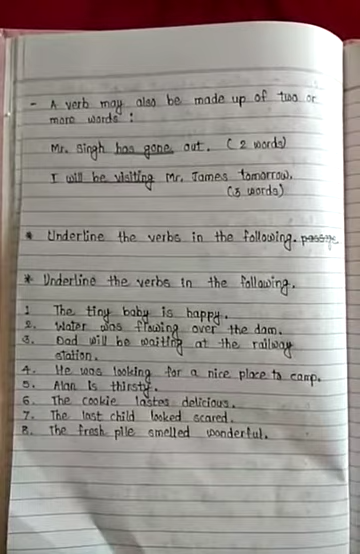 - A verb may also be made up of two or
more words :
Mr. Singh has gone out. ( 2 words)
I will be visiting Mr. James tomorrow.
(3 words)
* Underline the verbs in the following. passage
* Underline the verbs in the following.
1 The tiny baby is happy.
2. Water was flowing over the dam.
3. Dad will be waiting at the railway
station.
4. He was looking for a nice place to camp.
5. Alan is thirsty.
6. The cookie tastes delicious.
7. The lost child looked scared.
8. The fresh pile smelled wonderful.